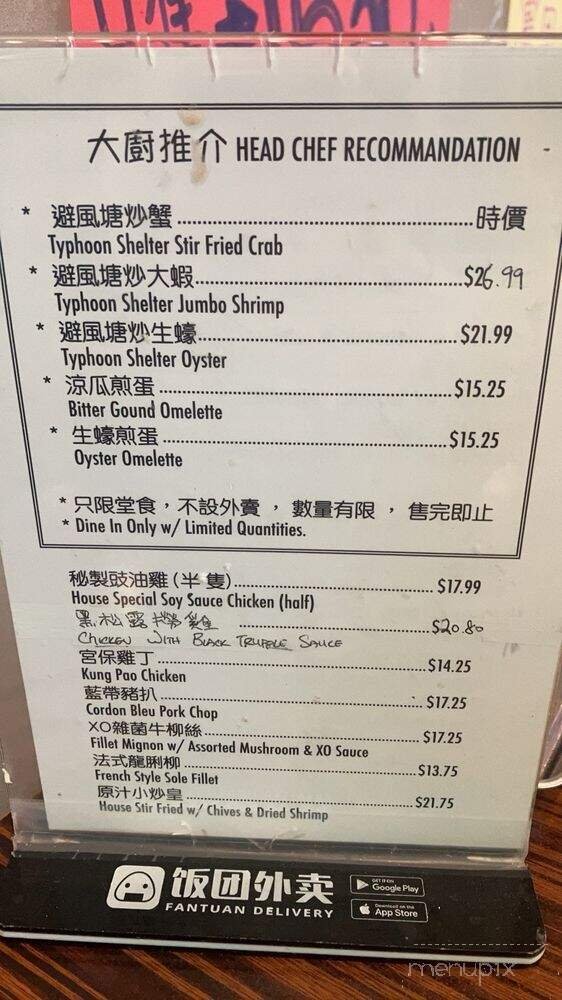 大廚推介 HEAD CHEF RECOMMANDATION
* 避風塘炒蟹 ........ 時價
Typhoon Shelter Stir Fried Crab
* 避風塘炒大蝦 ........ $26.99
Typhoon Shelter Jumbo Shrimp
* 避風塘炒生蠔 ........ $21.99
Typhoon Shelter Oyster
* 涼瓜煎蛋 ........ $15.25
Bitter Gound Omelette
* 生蠔煎蛋 ........ $15.25
Oyster Omelette
* 只限堂食，不設外賣，數量有限，售完即止
* Dine In Only w/ Limited Quantities.
秘製豉油雞(半隻) ........ $17.99
House Special Soy Sauce Chicken (half)
黑松露撈雞 ........ $20.80
CHICKEN WITH BLACK TRUFFLE SAUCE
宮保雞丁 ........ $14.25
Kung Pao Chicken
藍帶豬扒 ........ $17.25
Cordon Bleu Pork Chop
XO雜菌牛柳絲 ........ $17.25
Fillet Mignon w/ Assorted Mushroom & XO Sauce
法式龍脷柳 ........ $13.75
French Style Sole Fillet
原汁小炒皇 ........ $21.75
House Stir Fried w/ Chives & Dried Shrimp
饭团外卖
FANTUAN DELIVERY
GET IT ON
Google Play
Download on the
App Store
menupix